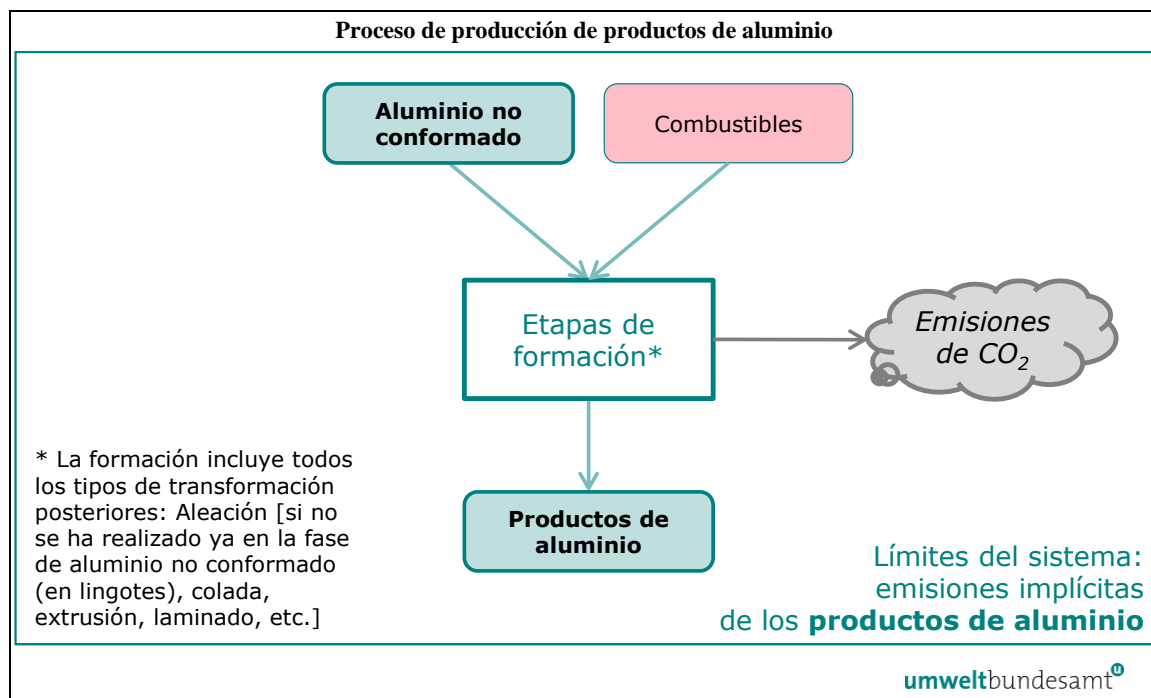 Proceso de producción de productos de aluminio
Aluminio no
conformado
Combustibles
Etapas de
formación*
Emisiones
de CO2
* La formación incluye todos
los tipos de transformación
posteriores: Aleación [si no
se ha realizado ya en la fase
de aluminio no conformado
(en lingotes), colada,
extrusión, laminado, etc.]
Productos de
aluminio
Límites del sistema:
emisiones implícitas
de los productos de aluminio
umweltbundesamt